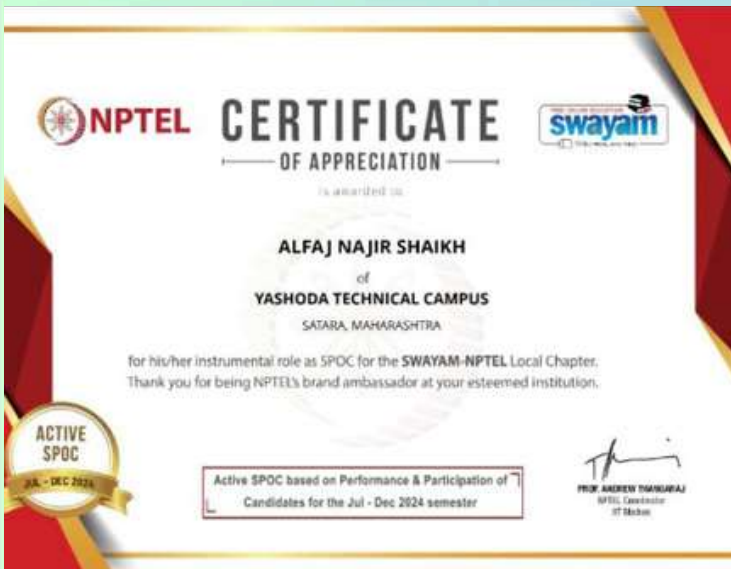 NPTEL
CERTIFICATE
OF APPRECIATION
swayam
is awarded to
ALFAJ NAJIR SHAIKH
of
YASHODA TECHNICAL CAMPUS
SATARA, MAHARASHTRA
for his/her instrumental role as SPOC for the SWAYAM-NPTEL Local Chapter.
Thank you for being NPTEL's brand ambassador at your esteemed institution.
ACTIVE
SPOC
JUL - DEC 2024
Active SPOC based on Performance & Participation of
Candidates for the Jul - Dec 2024 semester
PROF. ANDREW THANGARAJ
NPTEL Coordinator
IIT Madras